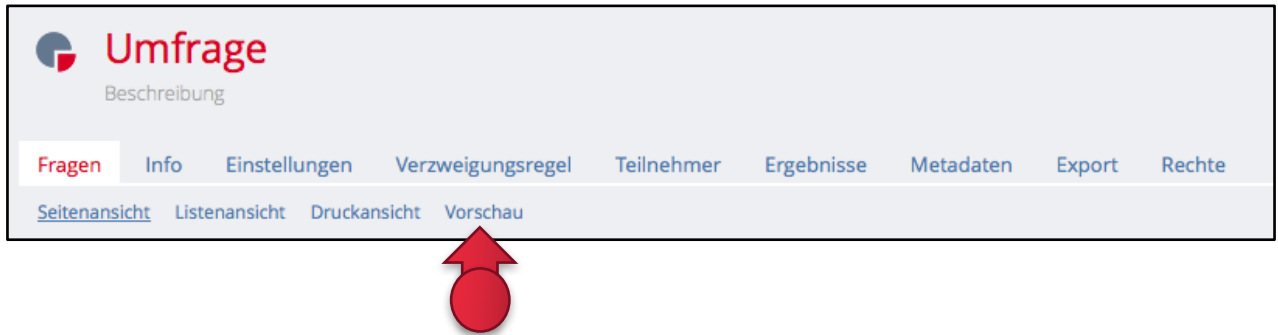 Umfrage
Beschreibung
Fragen Info Einstellungen Verzweigungsregel Teilnehmer Ergebnisse Metadaten Export Rechte
Seitenansicht Listenansicht Druckansicht Vorschau